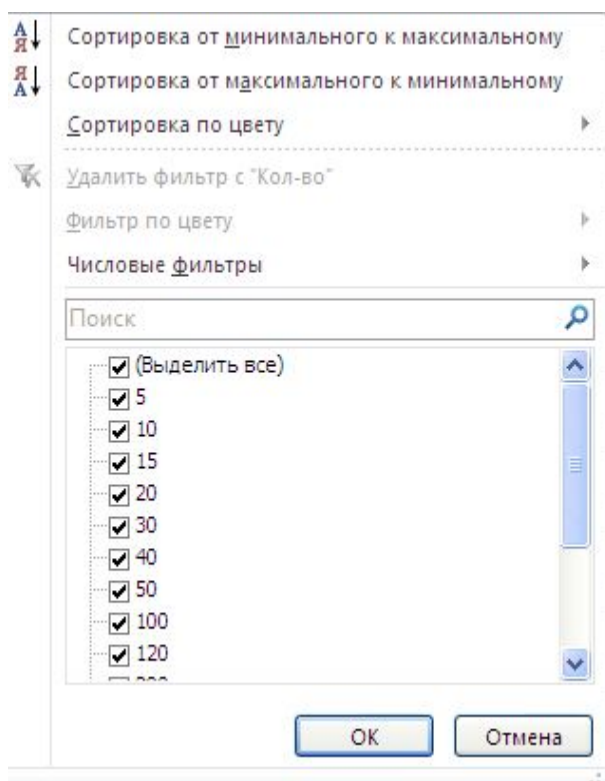 Сортировка от минимального к максимальному
Сортировка от максимального к минимальному
Сортировка по цвету
Удалить фильтр с "Кол-во"
Фильтр по цвету
Числовые фильтры
Поиск
(Выделить все)
5
10
15
20
30
40
50
100
120
ОК
Отмена